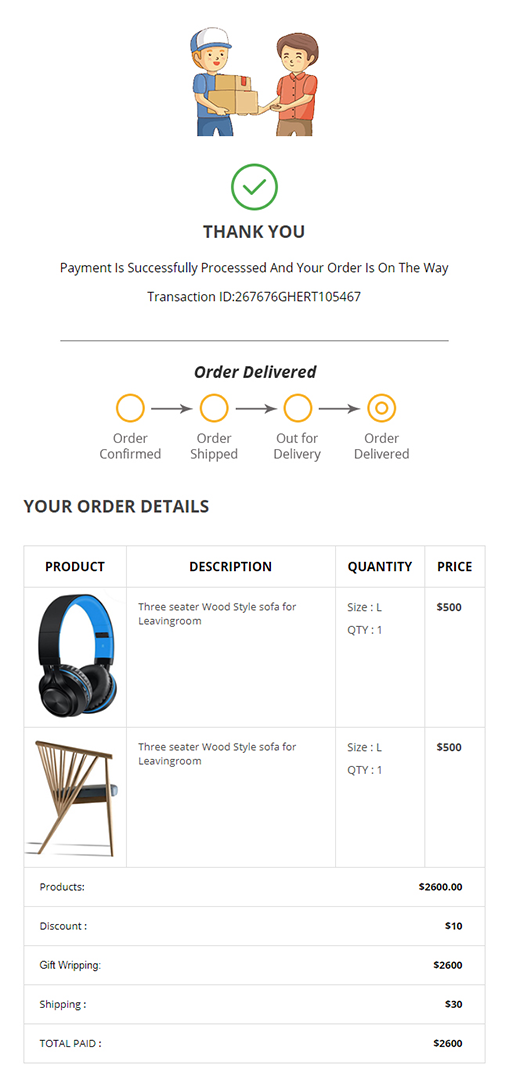 THANK YOU
Payment Is Successfully Processsed And Your Order Is On The Way
Transaction ID:267676GHERT105467
Order Delivered
Order Confirmed
Order Shipped
Out for Delivery
Order Delivered
YOUR ORDER DETAILS
PRODUCT DESCRIPTION QUANTITY PRICE
Three seater Wood Style sofa for Size : L $500
Leavingroom
QTY : 1
Three seater Wood Style sofa for Size : L $500
Leavingroom
QTY : 1
Products: $2600.00
Discount : $10
Gift Wripping: $2600
Shipping : $30
TOTAL PAID : $2600